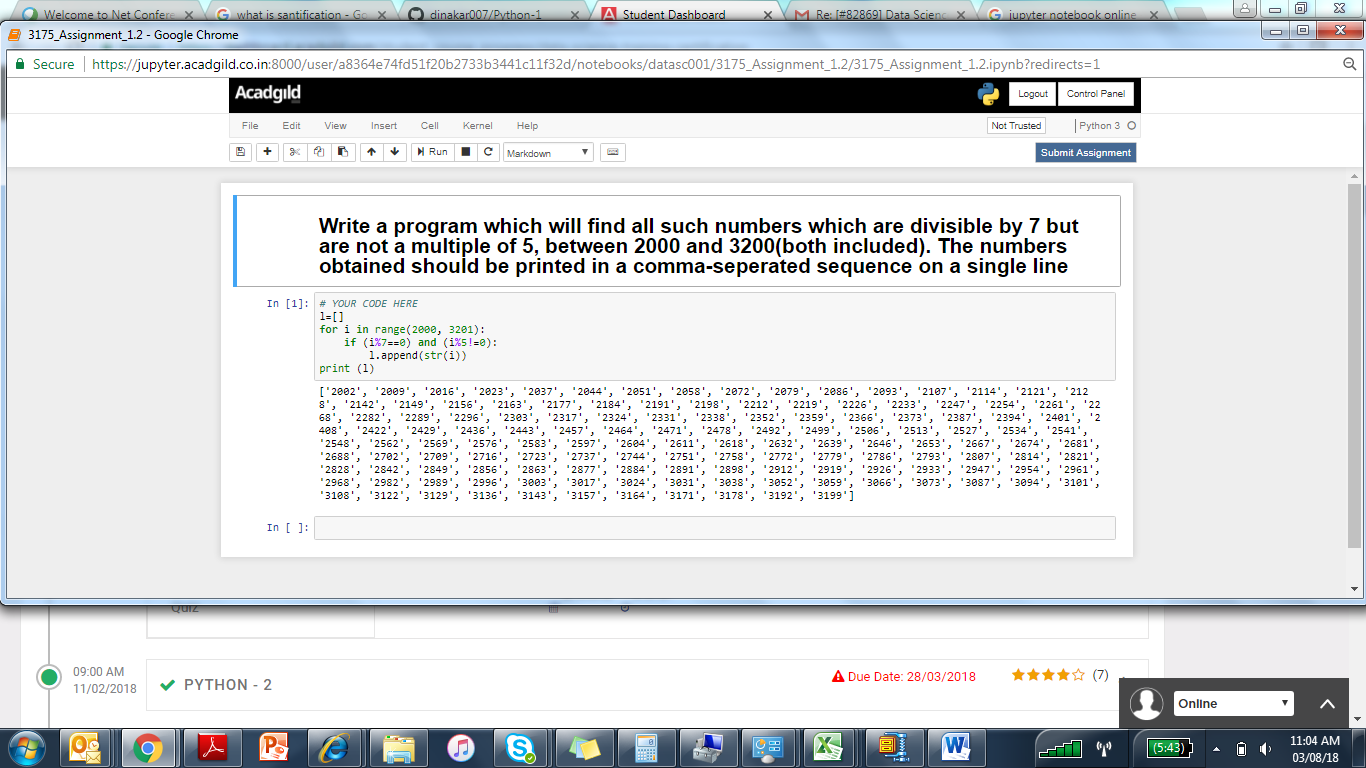 Welcome to Net Confere
what is santification - Go
dinakar007/Python-1
Student Dashboard
Re: [#82869] Data Scienc
jupyter notebook online
3175_Assignment_1.2 - Google Chrome
Secure | https://jupyter.acadgild.co.in:8000/user/a8364e74fd51f20b2733b3441c11f32d/notebooks/datasc001/3175_Assignment_1.2/3175_Assignment_1.2.ipynb?redirects=1
Acadgild Logout Control Panel
File Edit View Insert Cell Kernel Help Not Trusted Python 3
Run Markdown Submit Assignment
Write a program which will find all such numbers which are divisible by 7 but
are not a multiple of 5, between 2000 and 3200(both included). The numbers
obtained should be printed in a comma-seperated sequence on a single line
In [1]: # YOUR CODE HERE
l=[]
for i in range(2000, 3201):
    if (i%7==0) and (i%5!=0):
        l.append(str(i))
print (l)
['2002', '2009', '2016', '2023', '2037', '2044', '2051', '2058', '2072', '2079', '2086', '2093', '2107', '2114', '2121', '212
8', '2142', '2149', '2156', '2163', '2177', '2184', '2191', '2198', '2212', '2219', '2226', '2233', '2247', '2254', '2261', '22
68', '2282', '2289', '2296', '2303', '2317', '2324', '2331', '2338', '2352', '2359', '2366', '2373', '2387', '2394', '2401', '2
408', '2422', '2429', '2436', '2443', '2457', '2464', '2471', '2478', '2492', '2499', '2506', '2513', '2527', '2534', '2541',
'2548', '2562', '2569', '2576', '2583', '2597', '2604', '2611', '2618', '2632', '2639', '2646', '2653', '2667', '2674', '2681',
'2688', '2702', '2709', '2716', '2723', '2737', '2744', '2751', '2758', '2772', '2779', '2786', '2793', '2807', '2814', '2821',
'2828', '2842', '2849', '2856', '2863', '2877', '2884', '2891', '2898', '2912', '2919', '2926', '2933', '2947', '2954', '2961',
'2968', '2982', '2989', '2996', '3003', '3017', '3024', '3031', '3038', '3052', '3059', '3066', '3073', '3087', '3094', '3101',
'3108', '3122', '3129', '3136', '3143', '3157', '3164', '3171', '3178', '3192', '3199']
In [ ]:
Quiz
09:00 AM
11/02/2018
PYTHON - 2 Due Date: 28/03/2018 (7)
Online
(5:43) 11:04 AM
03/08/18